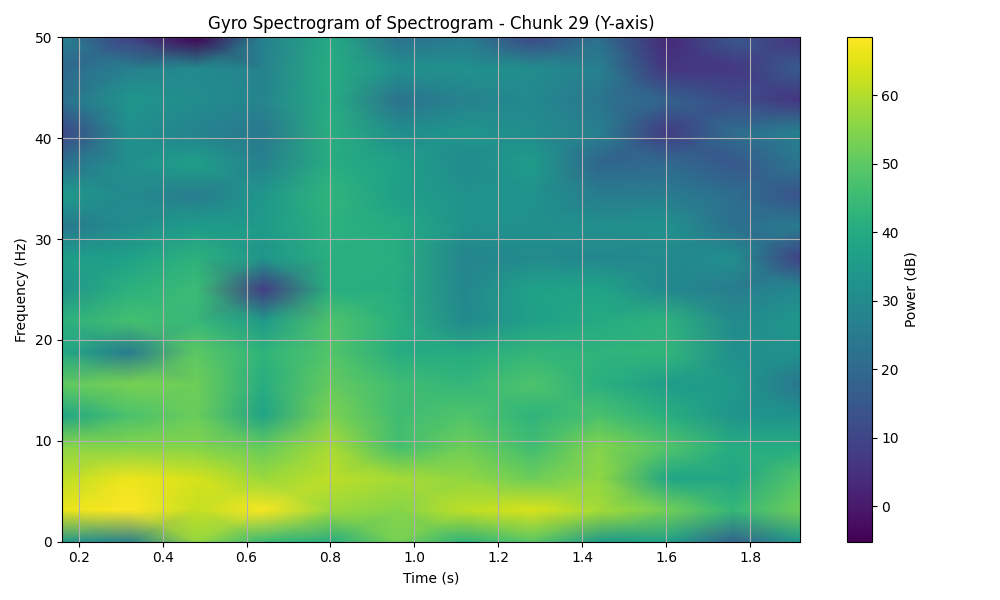 Gyro Spectrogram of Spectrogram - Chunk 29 (Y-axis)
50
40
30
20
10
0
Frequency (Hz)
0.2 0.4 0.6 0.8 1.0 1.2 1.4 1.6 1.8
Time (s)
60
50
40
30
20
10
0
Power (dB)